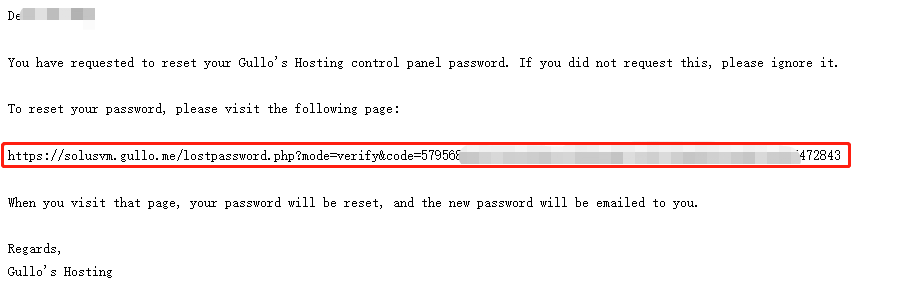 De
You have requested to reset your Gullo's Hosting control panel password. If you did not request this, please ignore it.
To reset your password, please visit the following page:
https://solusvm.gullo.me/lostpassword.php?mode=verify&code=579568 472843
When you visit that page, your password will be reset, and the new password will be emailed to you.
Regards,
Gullo's Hosting